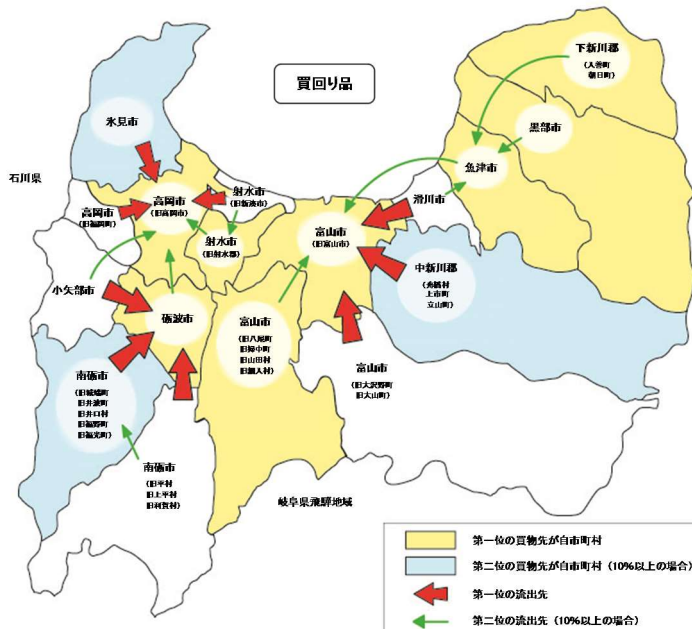 買回り品
下新川郡
(入善町
朝日町)
氷見市
黒部市
魚津市
石川県
高岡市
(旧高岡市)
射水市
(旧新湊市)
滑川市
高岡市
(旧福岡町)
射水市
(旧射水郡)
富山市
(旧富山市)
中新川郡
(舟橋村
上市町
立山町)
小矢部市
砺波市
富山市
(旧八尾町
旧婦中町
旧山田村
旧細入村)
富山市
(旧大沢野町
旧大山町)
南砺市
(旧城端町
旧井波町
旧井口村
旧福野町
旧福光町)
南砺市
(旧平村
旧上平村
旧利賀村)
岐阜県飛騨地域
第一位の買物先が自市町村
第二位の買物先が自市町村（10%以上の場合）
第一位の流出先
第二位の流出先（10%以上の場合）